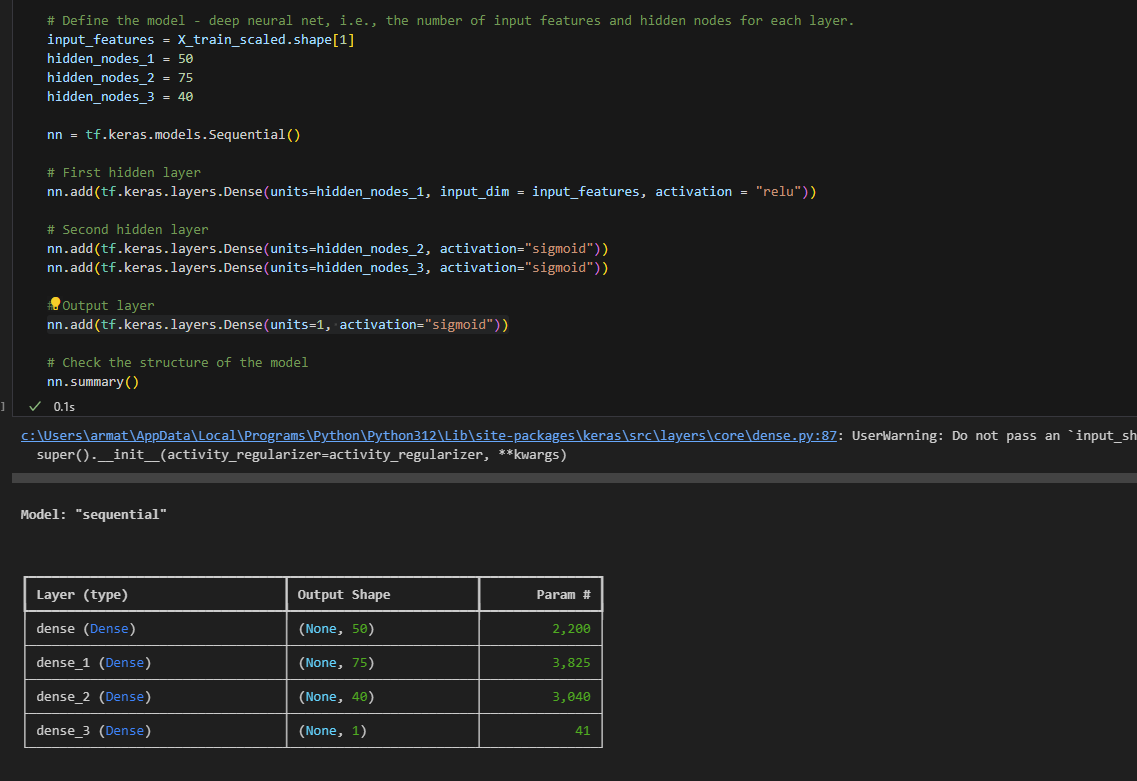 # Define the model - deep neural net, i.e., the number of input features and hidden nodes for each layer.
input_features = X_train_scaled.shape[1]
hidden_nodes_1 = 50
hidden_nodes_2 = 75
hidden_nodes_3 = 40
nn = tf.keras.models.Sequential()
# First hidden layer
nn.add(tf.keras.layers.Dense(units=hidden_nodes_1, input_dim = input_features, activation = "relu"))
# Second hidden layer
nn.add(tf.keras.layers.Dense(units=hidden_nodes_2, activation="sigmoid"))
nn.add(tf.keras.layers.Dense(units=hidden_nodes_3, activation="sigmoid"))
# Output layer
nn.add(tf.keras.layers.Dense(units=1, activation="sigmoid"))
# Check the structure of the model
nn.summary()
] ✓ 0.1s
c:\Users\armat\AppData\Local\Programs\Python\Python312\Lib\site-packages\keras\src\layers\core\dense.py:87: UserWarning: Do not pass an `input_sh
super().__init__(activity_regularizer=activity_regularizer, **kwargs)
Model: "sequential"
Layer (type) Output Shape Param #
dense (Dense) (None, 50) 2,200
dense_1 (Dense) (None, 75) 3,825
dense_2 (Dense) (None, 40) 3,040
dense_3 (Dense) (None, 1) 41